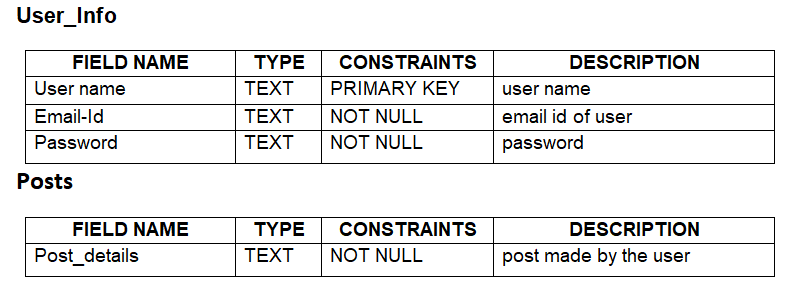 User_Info
FIELD NAME TYPE CONSTRAINTS DESCRIPTION
User name TEXT PRIMARY KEY user name
Email-Id TEXT NOT NULL email id of user
Password TEXT NOT NULL password
Posts
FIELD NAME TYPE CONSTRAINTS DESCRIPTION
Post_details TEXT NOT NULL post made by the user